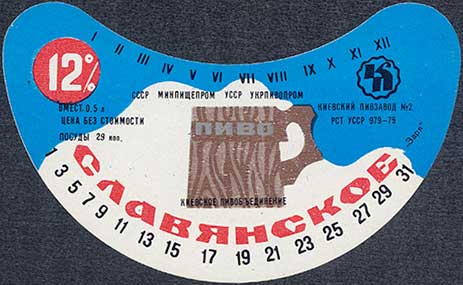 I II III IV V VI VII VIII IX X XI XII
12%
СССР МИНПИЩЕПРОМ УССР УКРПИВОПРОМ
ВМЕСТ. 0,5 л
ЦЕНА БЕЗ СТОИМОСТИ
ПОСУДЫ 29 коп.
КИЕВСКИЙ ПИВЗАВОД №2
РСТ УССР 979-75
ПИВО
КИЕВСКОЕ ПИВОБЪЕДИНЕНИЕ
СЛАВЯНСКОЕ
1 3 5 7 9 11 13 15 17 19 21 23 25 27 29 31